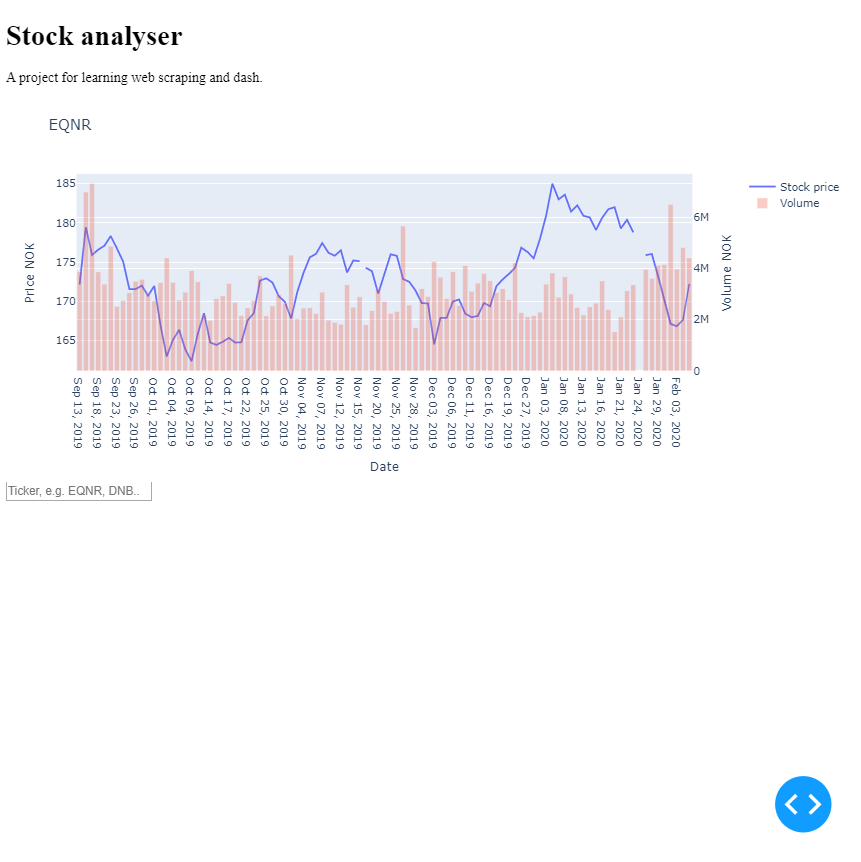 Stock analyser
A project for learning web scraping and dash.
EQNR
185
180
175
170
165
Price NOK
6M
4M
2M
0
Volume NOK
Stock price
Volume
Sep 13, 2019
Sep 18, 2019
Sep 23, 2019
Sep 26, 2019
Oct 01, 2019
Oct 04, 2019
Oct 09, 2019
Oct 14, 2019
Oct 17, 2019
Oct 22, 2019
Oct 25, 2019
Oct 30, 2019
Nov 04, 2019
Nov 07, 2019
Nov 12, 2019
Nov 15, 2019
Nov 20, 2019
Nov 25, 2019
Nov 28, 2019
Dec 03, 2019
Dec 06, 2019
Dec 11, 2019
Dec 16, 2019
Dec 19, 2019
Dec 27, 2019
Jan 03, 2020
Jan 08, 2020
Jan 13, 2020
Jan 16, 2020
Jan 21, 2020
Jan 24, 2020
Jan 29, 2020
Feb 03, 2020
Date
Ticker, e.g. EQNR, DNB..